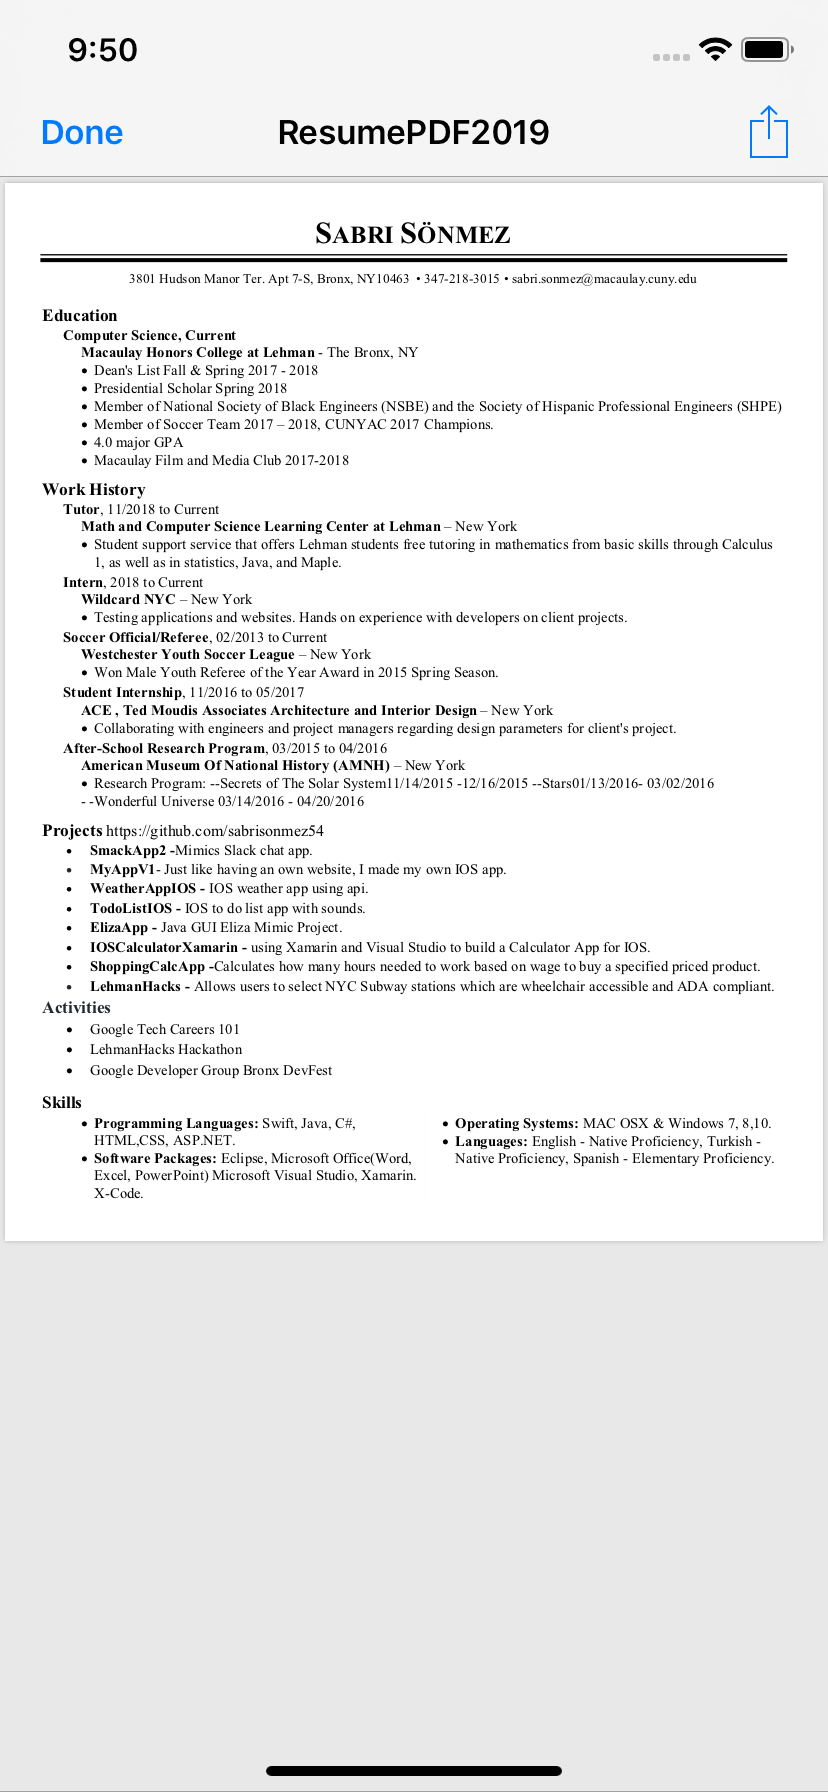 9:50
Done
ResumePDF2019
SABRI SÖNMEZ
3801 Hudson Manor Ter. Apt 7-S, Bronx, NY10463 • 347-218-3015 • sabri.sonmez@macaulay.cuny.edu
Education
Computer Science, Current
Macaulay Honors College at Lehman - The Bronx, NY
• Dean's List Fall & Spring 2017 - 2018
• Presidential Scholar Spring 2018
• Member of National Society of Black Engineers (NSBE) and the Society of Hispanic Professional Engineers (SHPE)
• Member of Soccer Team 2017 – 2018, CUNYAC 2017 Champions.
• 4.0 major GPA
• Macaulay Film and Media Club 2017-2018
Work History
Tutor, 11/2018 to Current
Math and Computer Science Learning Center at Lehman – New York
• Student support service that offers Lehman students free tutoring in mathematics from basic skills through Calculus
1, as well as in statistics, Java, and Maple.
Intern, 2018 to Current
Wildcard NYC – New York
• Testing applications and websites. Hands on experience with developers on client projects.
Soccer Official/Referee, 02/2013 to Current
Westchester Youth Soccer League – New York
• Won Male Youth Referee of the Year Award in 2015 Spring Season.
Student Internship, 11/2016 to 05/2017
ACE , Ted Moudis Associates Architecture and Interior Design – New York
• Collaborating with engineers and project managers regarding design parameters for client's project.
After-School Research Program, 03/2015 to 04/2016
American Museum Of National History (AMNH) – New York
• Research Program: --Secrets of The Solar System11/14/2015 -12/16/2015 --Stars01/13/2016- 03/02/2016
- -Wonderful Universe 03/14/2016 - 04/20/2016
Projects https://github.com/sabrisonmez54
• SmackApp2 -Mimics Slack chat app.
• MyAppV1- Just like having an own website, I made my own IOS app.
• WeatherAppIOS - IOS weather app using api.
• TodoListIOS - IOS to do list app with sounds.
• ElizaApp - Java GUI Eliza Mimic Project.
• IOSCalculatorXamarin - using Xamarin and Visual Studio to build a Calculator App for IOS.
• ShoppingCalcApp -Calculates how many hours needed to work based on wage to buy a specified priced product.
• LehmanHacks - Allows users to select NYC Subway stations which are wheelchair accessible and ADA compliant.
Activities
• Google Tech Careers 101
• LehmanHacks Hackathon
• Google Developer Group Bronx DevFest
Skills
• Programming Languages: Swift, Java, C#,
HTML,CSS, ASP.NET.
• Software Packages: Eclipse, Microsoft Office(Word,
Excel, PowerPoint) Microsoft Visual Studio, Xamarin.
X-Code.
• Operating Systems: MAC OSX & Windows 7, 8,10.
• Languages: English - Native Proficiency, Turkish -
Native Proficiency, Spanish - Elementary Proficiency.